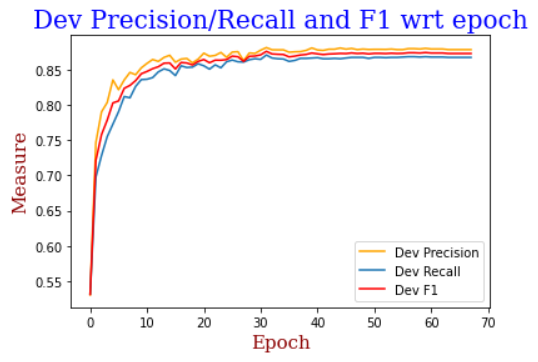 Dev Precision/Recall and F1 wrt epoch
Measure
0.85
0.80
0.75
0.70
0.65
0.60
0.55
Dev Precision
Dev Recall
Dev F1
0 10 20 30 40 50 60 70
Epoch